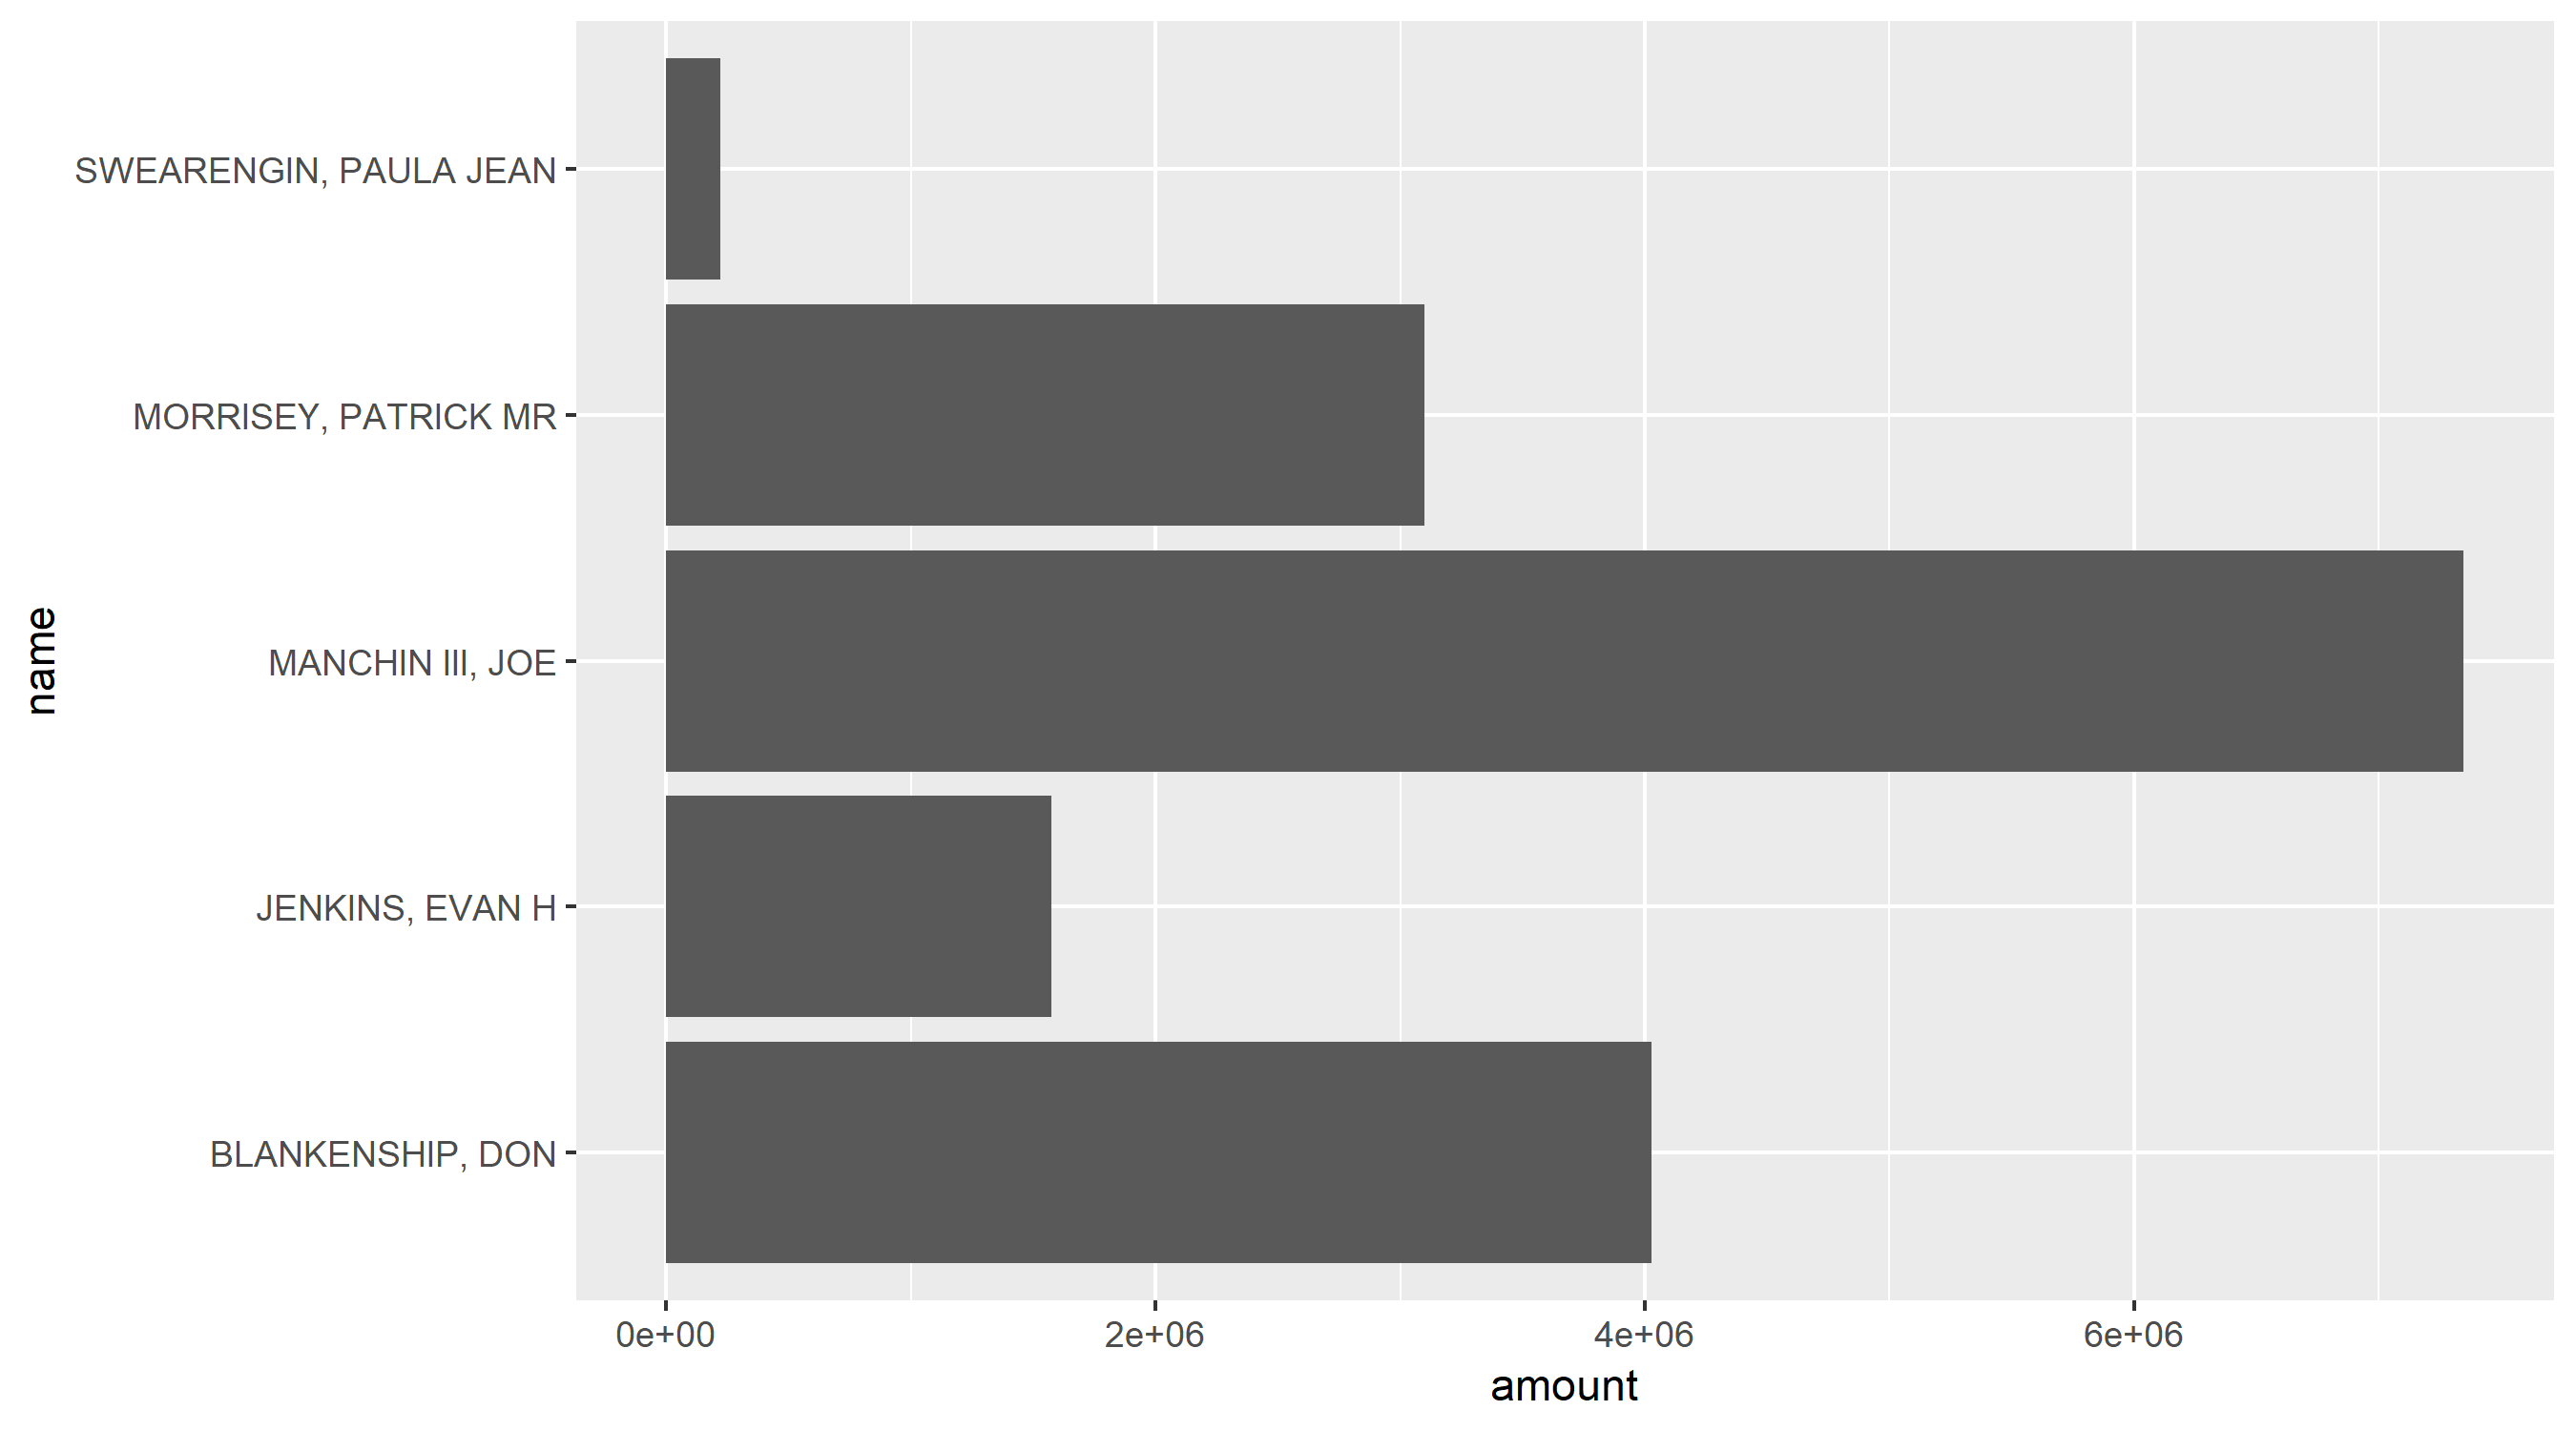 SWEARENGIN, PAULA JEAN
MORRISEY, PATRICK MR
MANCHIN III, JOE
JENKINS, EVAN H
BLANKENSHIP, DON
name
0e+00 2e+06 4e+06 6e+06
amount